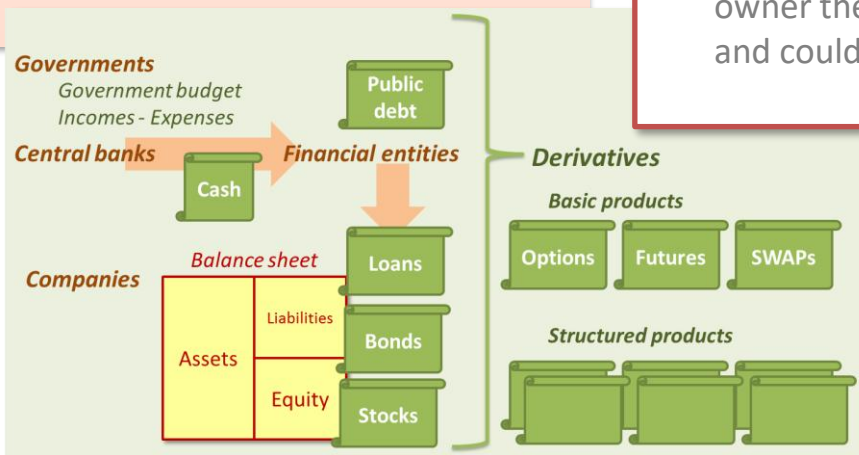 owner the
and could
Governments
Government budget
Incomes - Expenses
Public
debt
Central banks
Financial entities
Cash
Derivatives
Basic products
Options
Futures
SWAPs
Companies
Balance sheet
Assets
Liabilities
Equity
Loans
Bonds
Stocks
Structured products